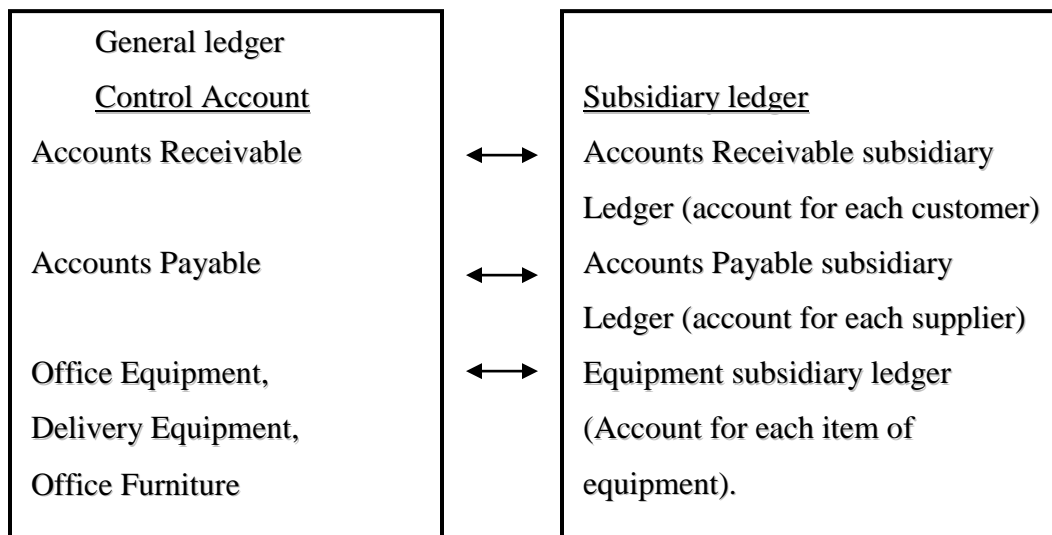 General ledger
Control Account
Accounts Receivable
Accounts Payable
Office Equipment,
Delivery Equipment,
Office Furniture
Subsidiary ledger
Accounts Receivable subsidiary
Ledger (account for each customer)
Accounts Payable subsidiary
Ledger (account for each supplier)
Equipment subsidiary ledger
(Account for each item of
equipment).